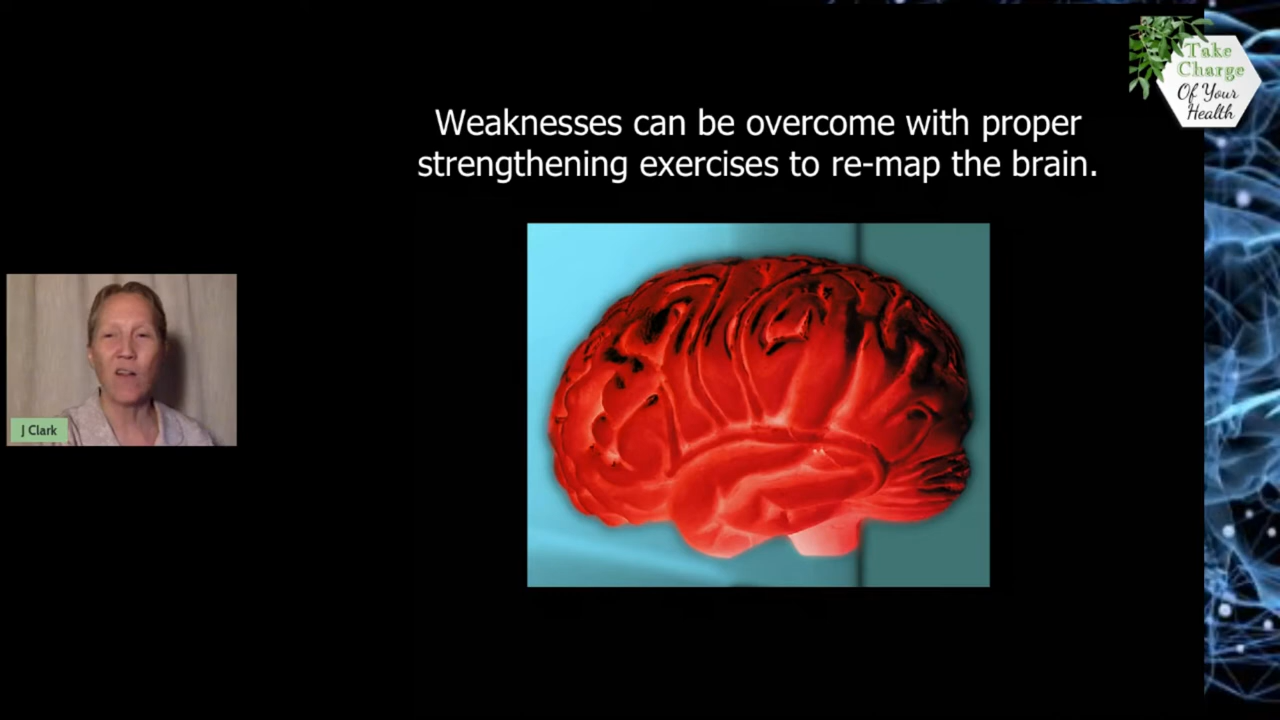 Take
Charge
Of Your
Health
Weaknesses can be overcome with proper
strengthening exercises to re-map the brain.
J Clark